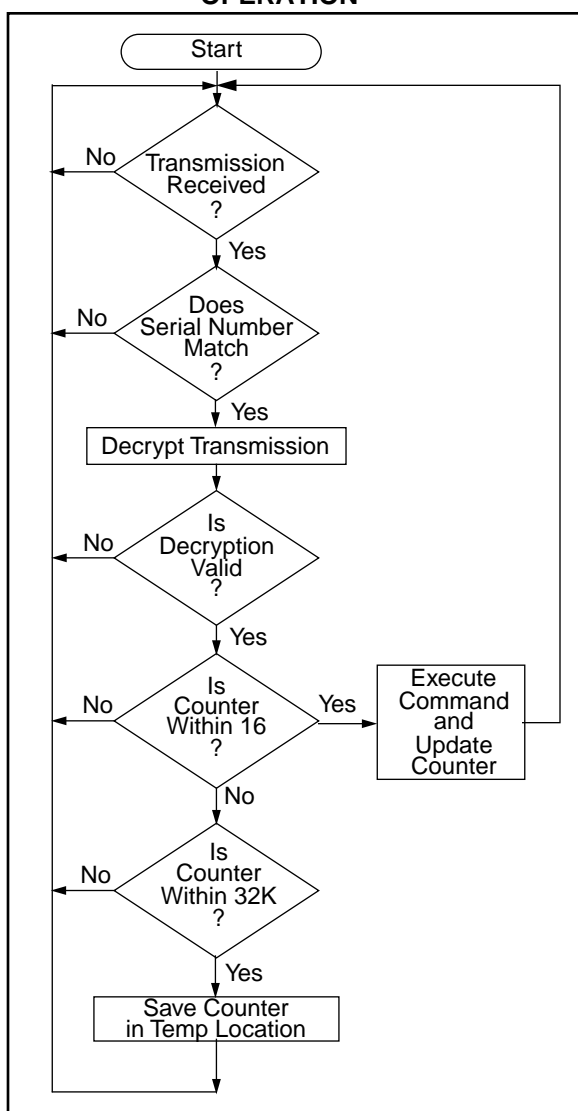 OPERATION
Start
No
Transmission
Received
?
Yes
No
Does
Serial Number
Match
?
Yes
Decrypt Transmission
No
Is
Decryption
Valid
?
Yes
No
Is
Counter
Within 16
?
Yes
Execute
Command
and
Update
Counter
No
No
Is
Counter
Within 32K
?
Yes
Save Counter
in Temp Location